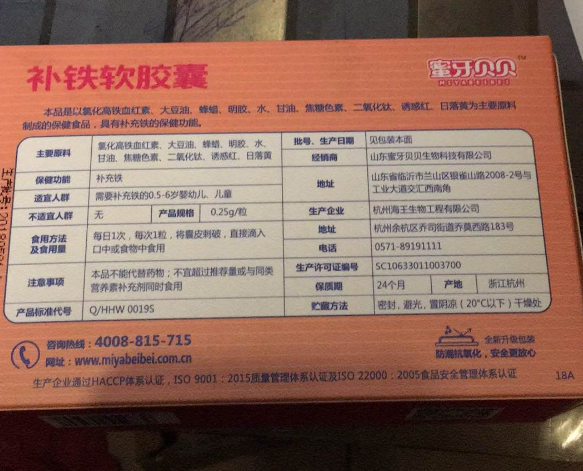 补铁软胶囊
蜜牙贝贝™
MIYABEIBEI
本品是以氯化高铁血红素、大豆油、蜂蜡、明胶、水、甘油、焦糖色素、二氧化钛、诱惑红、日落黄为主要原料
制成的保健食品，具有补充铁的保健功能。
主要原料 氯化高铁血红素、大豆油、蜂蜡、明胶、水、
甘油、焦糖色素、二氧化钛、诱惑红、日落黄
保健功能 补充铁
适宜人群 需要补充铁的0.5-6岁婴幼儿、儿童
不适宜人群 无 产品规格 0.25g/粒
食用方法
及食用量
每日1次，每次1粒，将囊皮刺破，直接滴入
口中或食物中食用
注意事项
本品不能代替药物；不宜超过推荐量或与同类
营养素补充剂同时食用
产品标准代号 Q/HHW 0019S
批号、生产日期 见包装本面
经销商 山东蜜牙贝贝生物科技有限公司
地址 山东省临沂市兰山区银雀山路2008-2号与
工业大道交汇西南角
生产企业 杭州海王生物工程有限公司
地址 杭州余杭区乔司街道乔莫西路183号
电话 0571-89191111
生产许可证编号 SC10633011003700
保质期 24个月 产地 浙江杭州
贮藏方法 密封，避光，置阴凉（20°C以下）干燥处
咨询热线：4008-815-715
网址：www.miyabeibei.com.cn
全新升级包装
防潮抗氧化，安全更放心
生产企业通过HACCP体系认证，ISO 9001：2015质量管理体系认证及ISO 22000：2005食品安全管理体系认证
18A